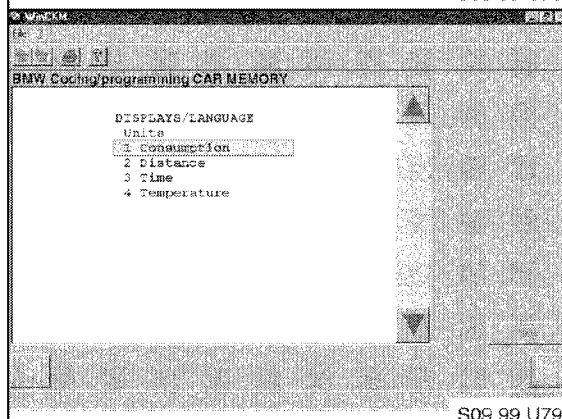 WinCKM
File ?
BMW Coding/programming CAR MEMORY
DISPLAYS/LANGUAGE
Units
1 Consumption
2 Distance
3 Time
4 Temperature
S09 99 U79